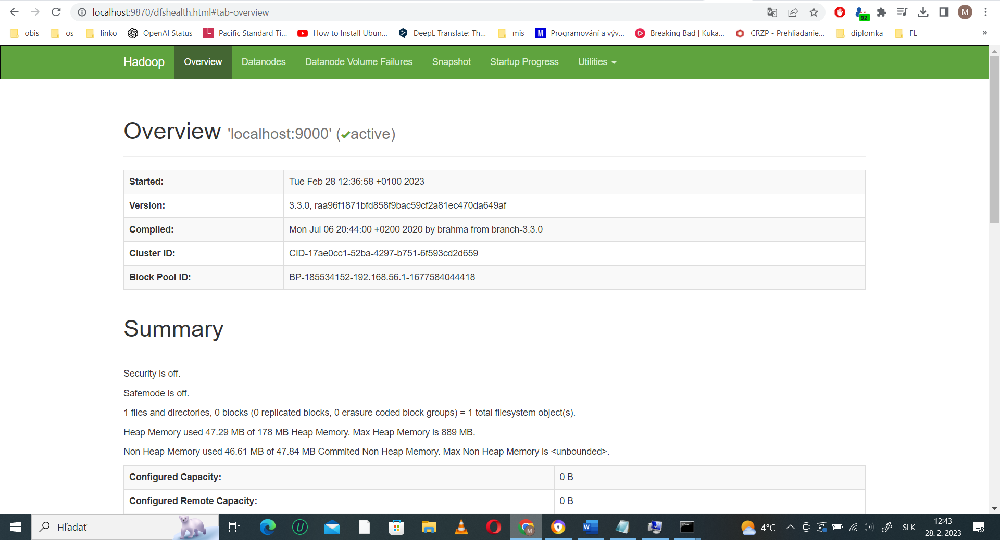 localhost:9870/dfshealth.html#tab-overview
92
M
obis
os
linko
OpenAI Status
Pacific Standard Ti...
How to Install Ubun...
DeepL Translate: Th...
mis
Programování a výv...
Breaking Bad | Kuka...
CRZP - Prehliadanie...
FL
diplomka
»
Hadoop
Overview
Datanodes
Datanode Volume Failures
Snapshot
Startup Progress
Utilities
Overview 'localhost:9000' (✔active)
Started: Tue Feb 28 12:36:58 +0100 2023
Version: 3.3.0, raa96f1871bfd858f9bac59cf2a81ec470da649af
Compiled: Mon Jul 06 20:44:00 +0200 2020 by brahma from branch-3.3.0
Cluster ID: CID-17ae0cc1-52ba-4297-b751-6f593cd2d659
Block Pool ID: BP-185534152-192.168.56.1-1677584044418
Summary
Security is off.
Safemode is off.
1 files and directories, 0 blocks (0 replicated blocks, 0 erasure coded block groups) = 1 total filesystem object(s).
Heap Memory used 47.29 MB of 178 MB Heap Memory. Max Heap Memory is 889 MB.
Non Heap Memory used 46.61 MB of 47.84 MB Commited Non Heap Memory. Max Non Heap Memory is <unbounded>.
Configured Capacity: 0 B
Configured Remote Capacity: 0 B
Hľadať
4°C
SLK
12:43
28. 2. 2023